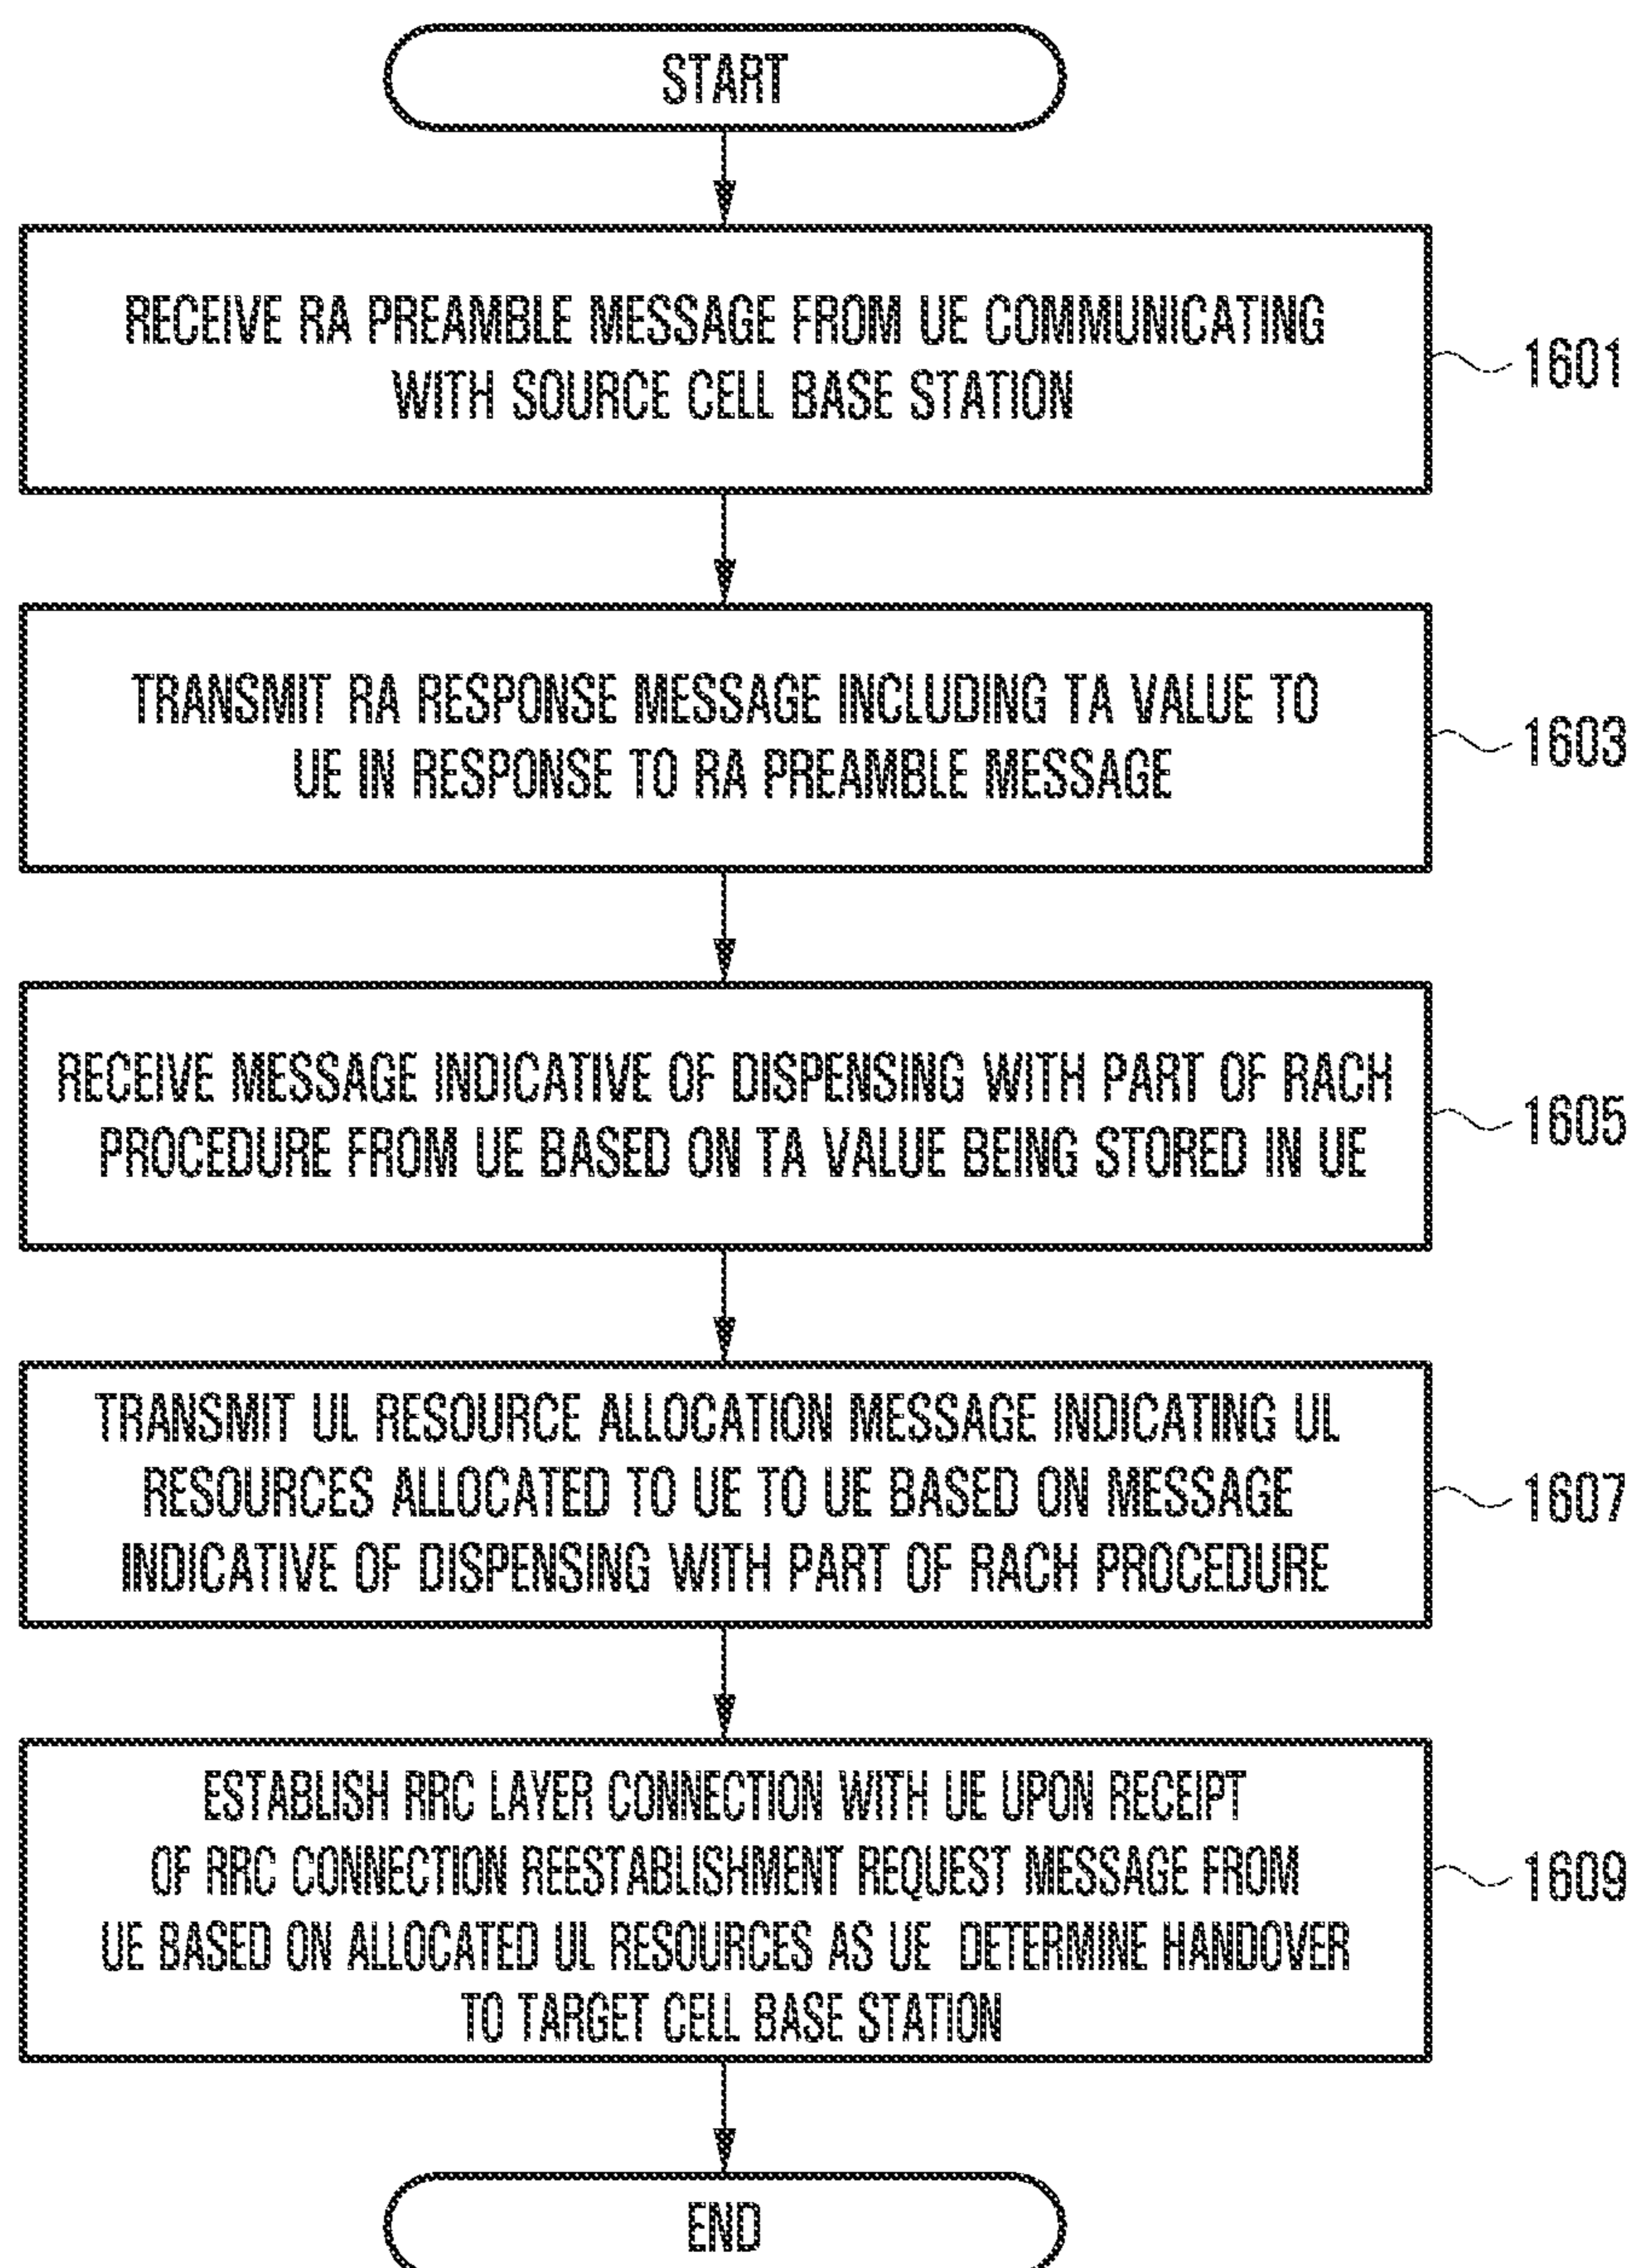 START
RECEIVE RA PREAMBLE MESSAGE FROM UE COMMUNICATING
WITH SOURCE CELL BASE STATION
1601
TRANSMIT RA RESPONSE MESSAGE INCLUDING TA VALUE TO
UE IN RESPONSE TO RA PREAMBLE MESSAGE
1603
RECEIVE MESSAGE INDICATIVE OF DISPENSING WITH PART OF RACH
PROCEDURE FROM UE BASED ON TA VALUE BEING STORED IN UE
1605
TRANSMIT UL RESOURCE ALLOCATION MESSAGE INDICATING UL
RESOURCES ALLOCATED TO UE TO UE BASED ON MESSAGE
INDICATIVE OF DISPENSING WITH PART OF RACH PROCEDURE
1607
ESTABLISH RRC LAYER CONNECTION WITH UE UPON RECEIPT
OF RRC CONNECTION REESTABLISHMENT REQUEST MESSAGE FROM
UE BASED ON ALLOCATED UL RESOURCES AS UE DETERMINE HANDOVER
TO TARGET CELL BASE STATION
1609
END